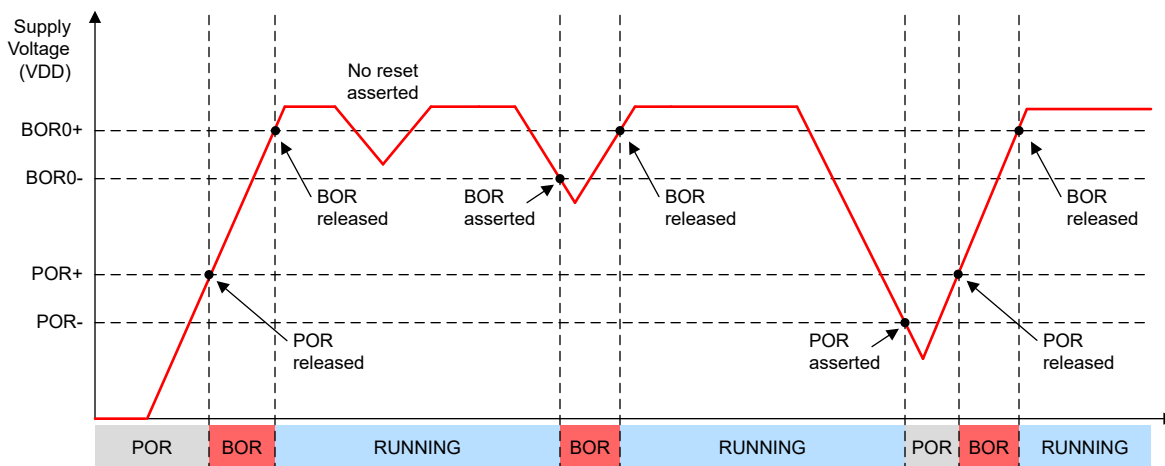 Supply
Voltage
(VDD)
No reset
asserted
BOR0+
BOR0-
BOR
released
BOR
asserted
BOR
released
BOR
released
POR+
POR-
POR
released
POR
asserted
POR
released
POR BOR RUNNING BOR RUNNING POR BOR RUNNING